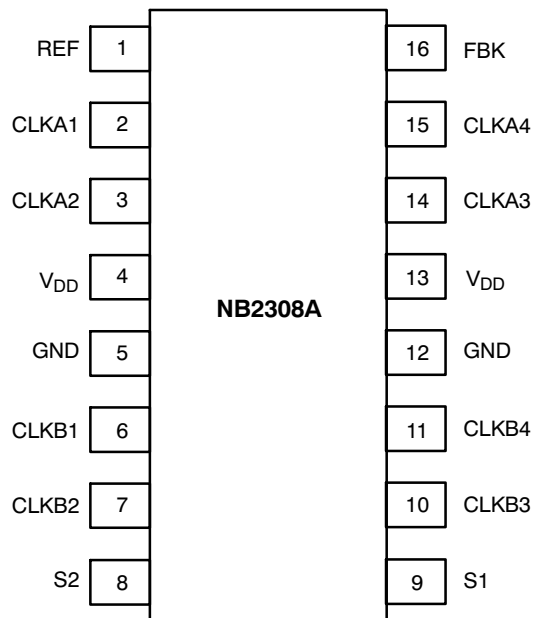 REF 1 16 FBK
CLKA1 2 15 CLKA4
CLKA2 3 14 CLKA3
VDD 4 13 VDD
NB2308A
GND 5 12 GND
CLKB1 6 11 CLKB4
CLKB2 7 10 CLKB3
S2 8 9 S1